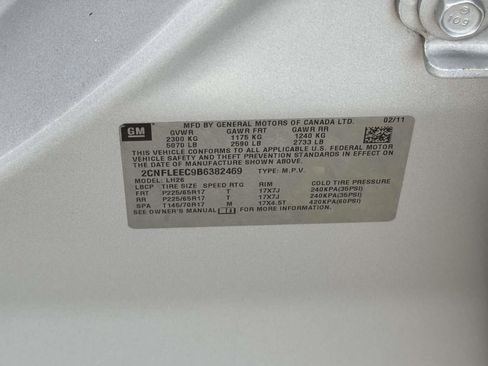 GM
MFD BY GENERAL MOTORS OF CANADA LTD. 02/11
GVWR GAWR FRT GAWR RR
2300 KG 1175 KG 1240 KG
5070 LB 2590 LB 2733 LB
THIS VEHICLE CONFORMS TO ALL APPLICABLE U.S. FEDERAL MOTOR
VEHICLE SAFETY, BUMPER, AND THEFT PREVENTION STANDARDS
IN EFFECT ON THE DATE OF MANUFACTURE SHOWN ABOVE.
2CNFLEEC9B6382469 TYPE: M.P.V.
MODEL: LH26
LBCP TIRE SIZE SPEED RTG RIM COLD TIRE PRESSURE
FRT P225/65R17 T 17X7J 240KPA(35PSI)
RR P225/65R17 T 17X7J 240KPA(35PSI)
SPA T145/70R17 M 17X4.5T 420KPA(60PSI)
SEE OWNER'S MANUAL